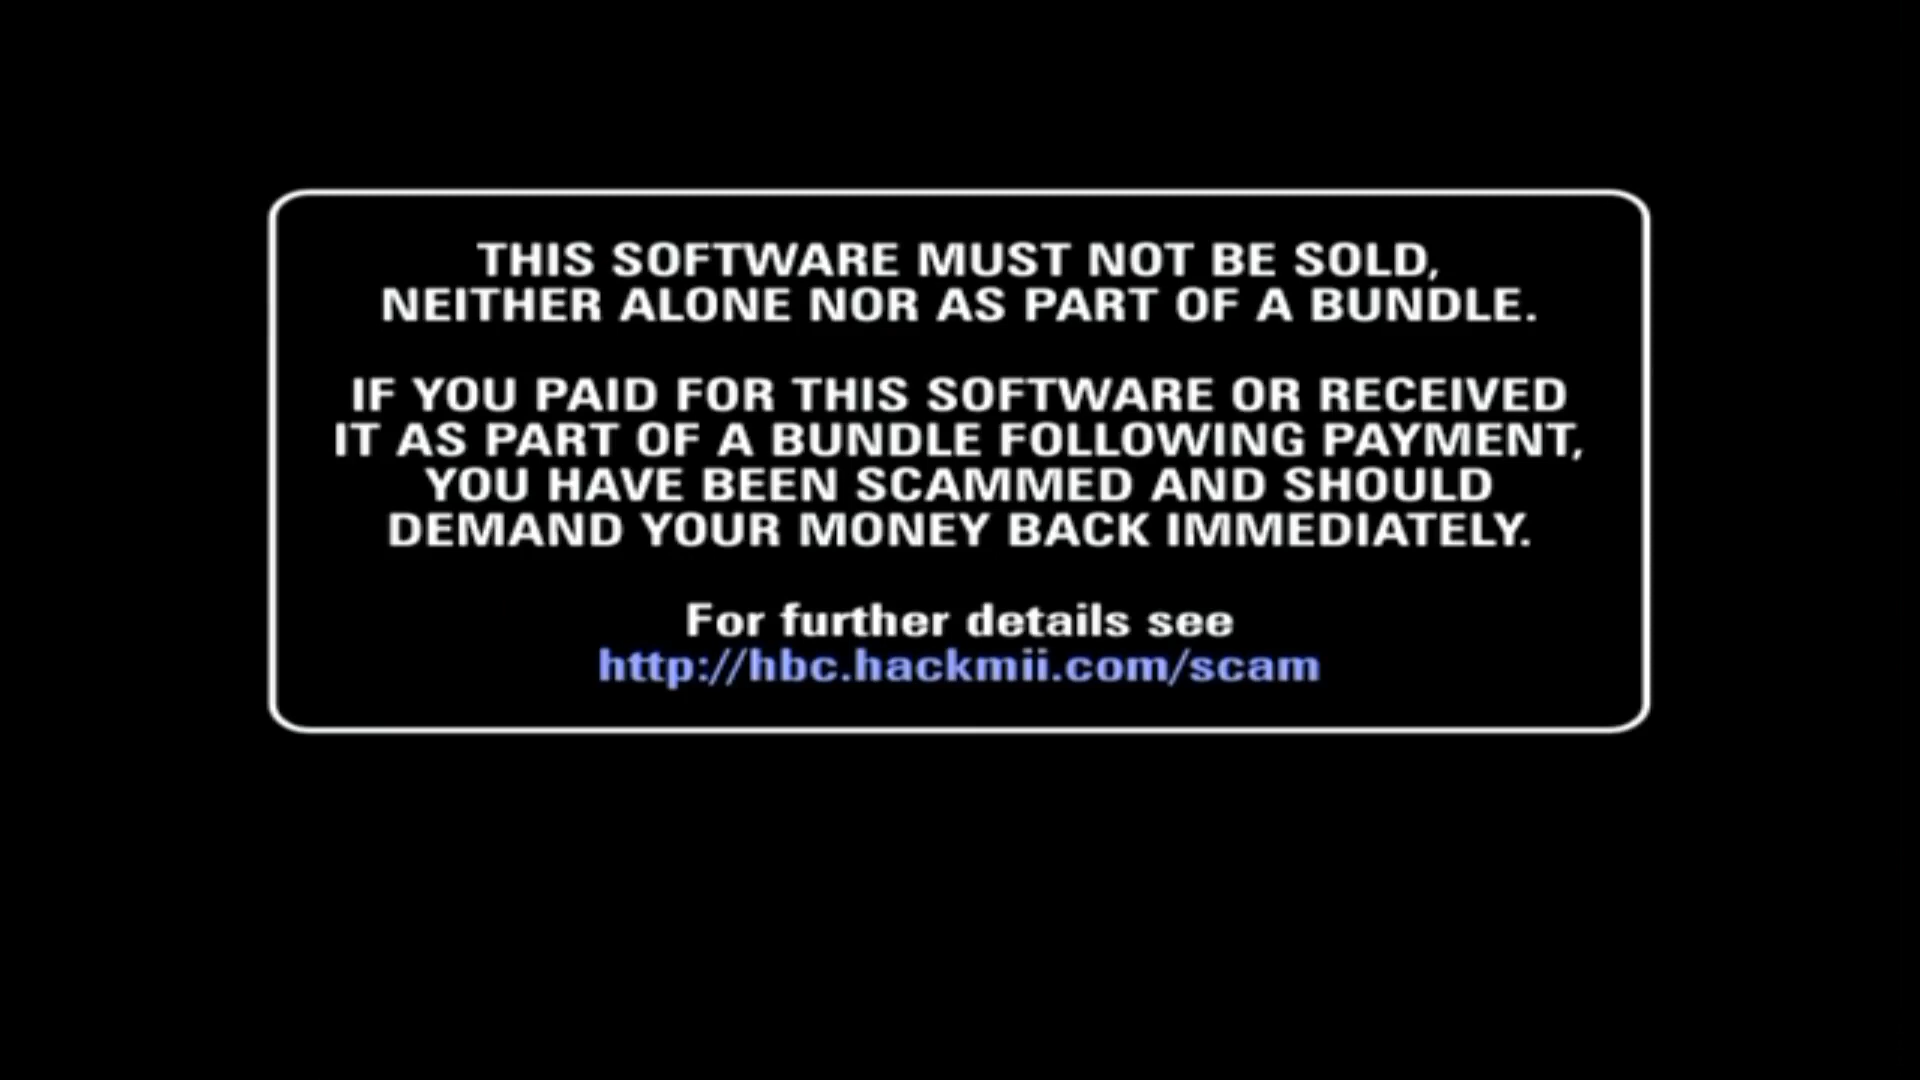 THIS SOFTWARE MUST NOT BE SOLD,
NEITHER ALONE NOR AS PART OF A BUNDLE.
IF YOU PAID FOR THIS SOFTWARE OR RECEIVED
IT AS PART OF A BUNDLE FOLLOWING PAYMENT,
YOU HAVE BEEN SCAMMED AND SHOULD
DEMAND YOUR MONEY BACK IMMEDIATELY.
For further details see
http://hbc.hackmii.com/scam